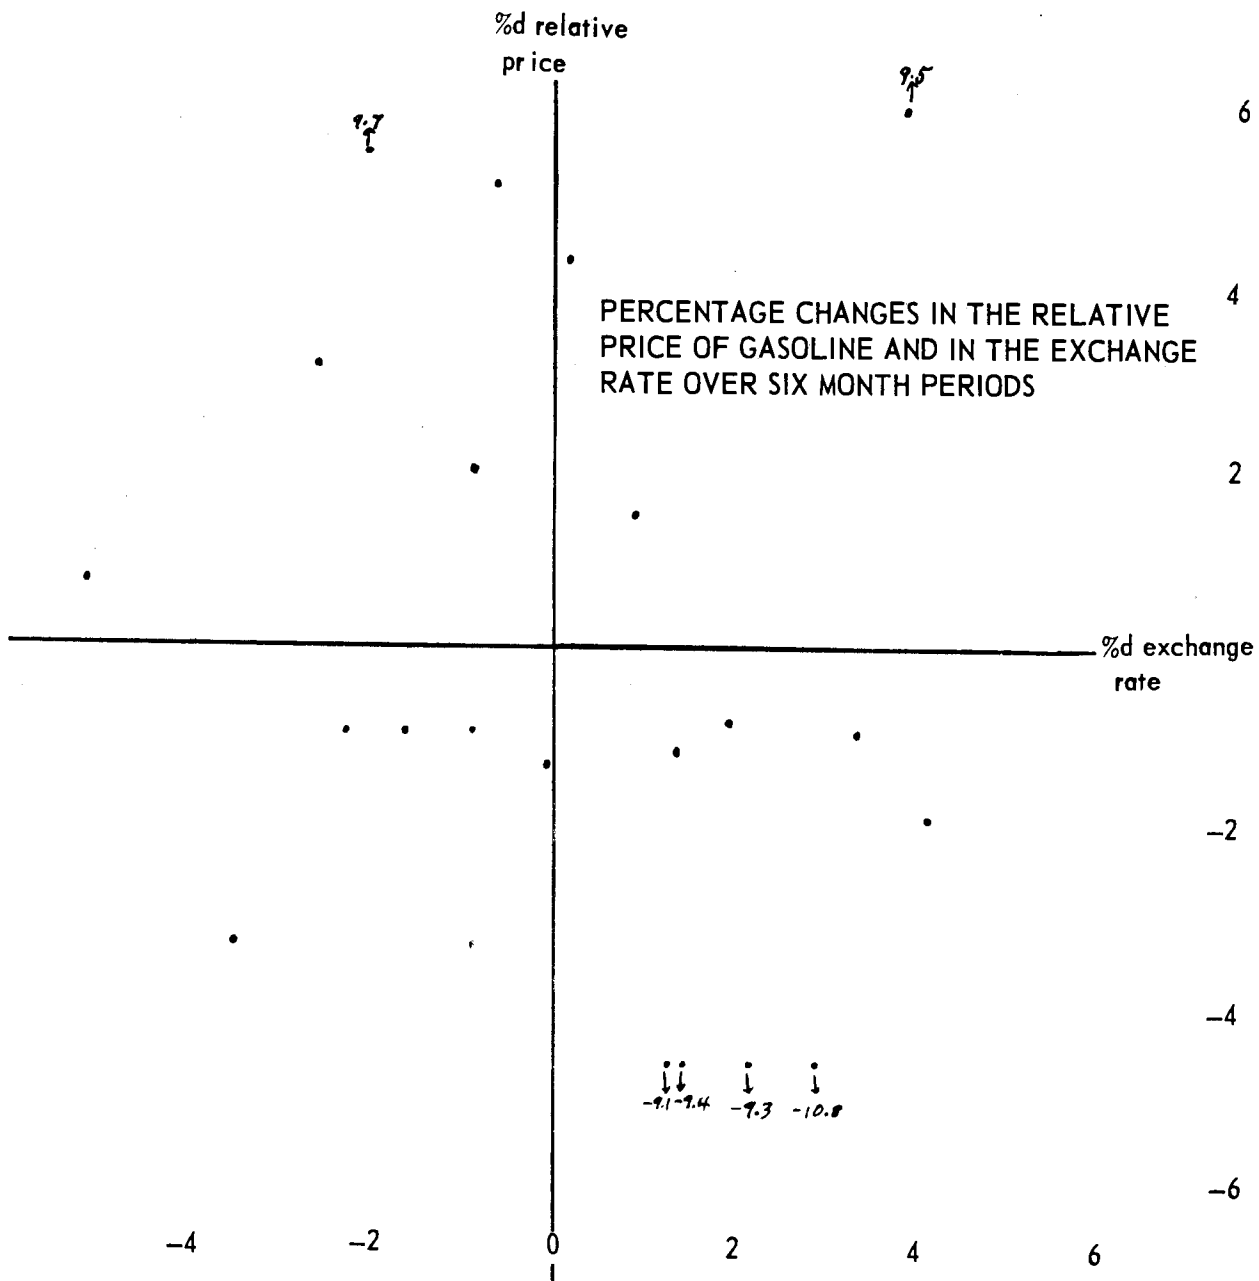 %d relative
price
9.5
6
9.7
4
PERCENTAGE CHANGES IN THE RELATIVE
PRICE OF GASOLINE AND IN THE EXCHANGE
RATE OVER SIX MONTH PERIODS
2
%d exchange
rate
-2
-4
-9.1 -9.4 -9.3 -10.8
-6
-4 -2 0 2 4 6